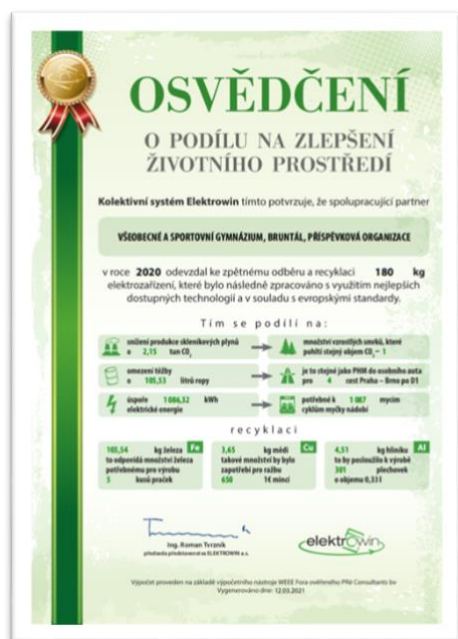 OSVĚDČENÍ
O PODÍLU NA ZLEPŠENÍ
ŽIVOTNÍHO PROSTŘEDÍ
Kolektivní systém Elektrowin tímto potvrzuje, že spolupracující partner
VŠEOBECNÉ A SPORTOVNÍ GYMNÁZIUM, BRUNTÁL, PŘÍSPĚVKOVÁ ORGANIZACE
v roce 2020 odevzdal ke zpětnému odběru a recyklaci 180 kg
elektrozařízení, které bylo následně zpracováno s využitím nejlepších
dostupných technologií a v souladu s evropskými standardy.
Tím se podílí na:
snížení produkce skleníkových plynů
o 2,15 tun CO₂
množství vzrostlých smrků, které
pohltí stejný objem CO₂ – 1
omezení těžby
o 105,53 litrů ropy
je to stejné jako PHM do osobního auta
pro 4 cest Praha – Brno po D1
úspoře 1 066,32 kWh
elektrické energie
potřebné k 1 087 mycím
cyklům myčky nádobí
recyklaci
105,54 kg železa Fe
to odpovídá množství železa
potřebnému pro výrobu
3 kusů praček
3,65 kg mědi Cu
takové množství by bylo
zapotřebí pro ražbu
650 1€ mincí
4,51 kg hliníku Al
to by posloužilo k výrobě
301 plechovek
o objemu 0,33 l
Ing. Roman Tvrzník
předseda představenstva ELEKTROWIN a.s.
elektrowin
Výpočet proveden na základě výpočetního nástroje WEEE Fora ověřeného PNI Consultants bv
Vygenerováno dne: 12.03.2021